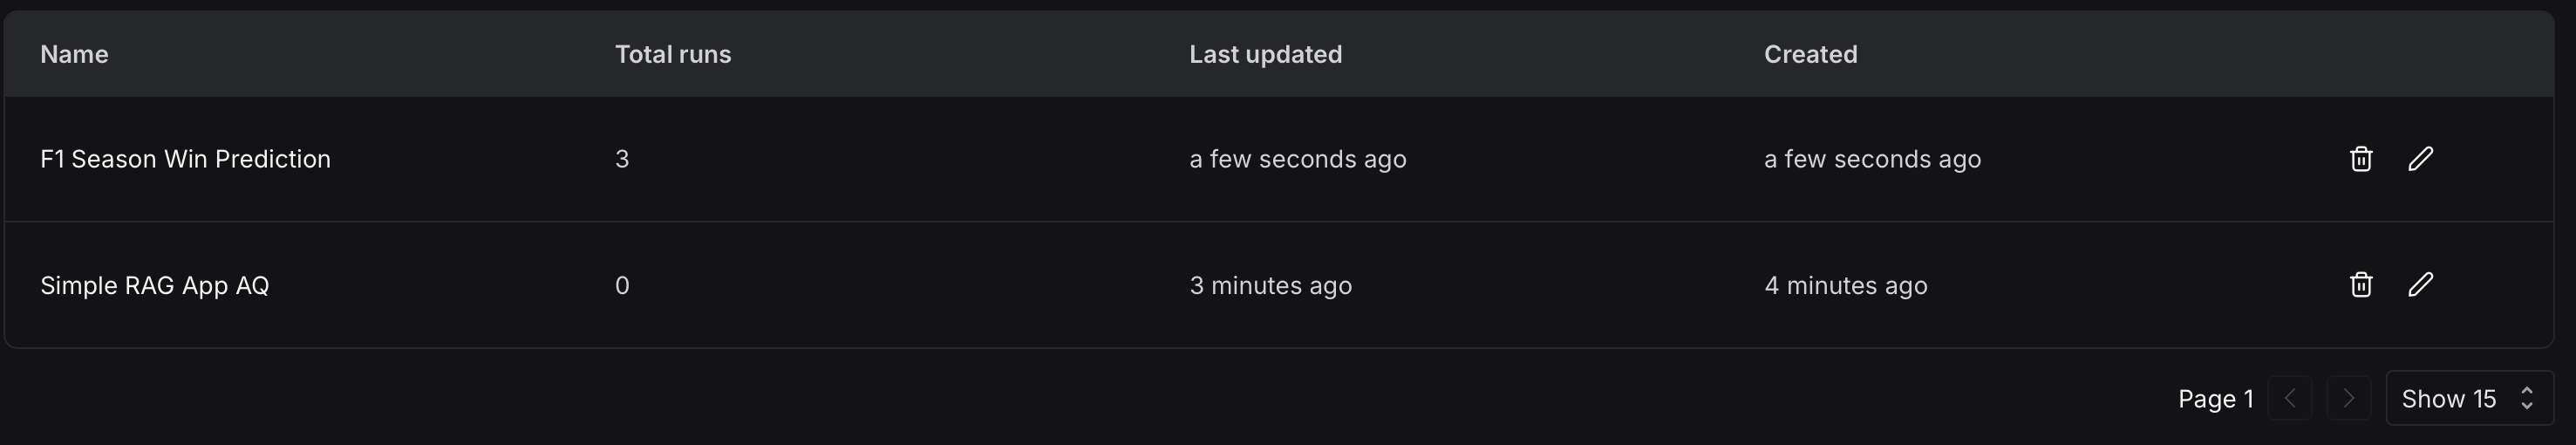 Name Total runs Last updated Created
F1 Season Win Prediction 3 a few seconds ago a few seconds ago
Simple RAG App AQ 0 3 minutes ago 4 minutes ago
Page 1 Show 15